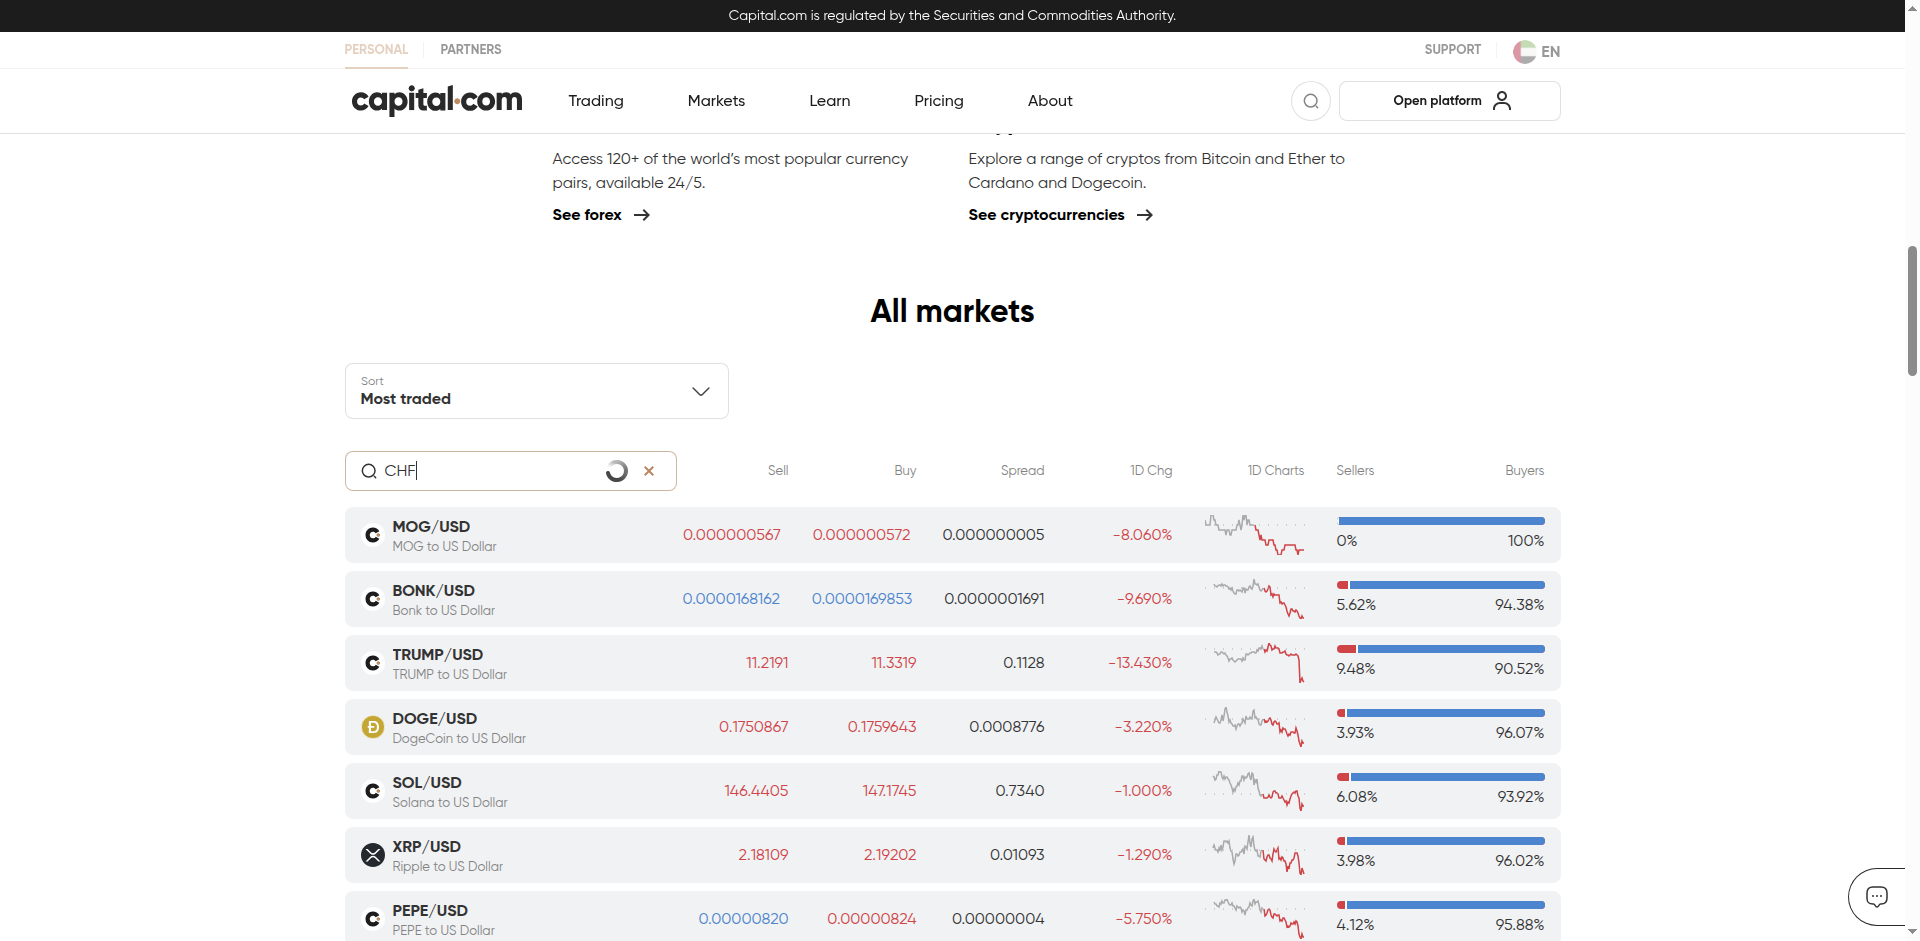 Capital.com is regulated by the Securities and Commodities Authority.
PERSONAL PARTNERS SUPPORT EN
capital.com Trading Markets Learn Pricing About Open platform
Access 120+ of the world's most popular currency
pairs, available 24/5.
See forex
Explore a range of cryptos from Bitcoin and Ether to
Cardano and Dogecoin.
See cryptocurrencies
All markets
Sort
Most traded
CHF Sell Buy Spread 1D Chg 1D Charts Sellers Buyers
MOG/USD
MOG to US Dollar
0.000000567 0.000000572 0.000000005 -8.060% 0% 100%
BONK/USD
Bonk to US Dollar
0.0000168162 0.0000169853 0.0000001691 -9.690% 5.62% 94.38%
TRUMP/USD
TRUMP to US Dollar
11.2191 11.3319 0.1128 -13.430% 9.48% 90.52%
DOGE/USD
DogeCoin to US Dollar
0.1750867 0.1759643 0.0008776 -3.220% 3.93% 96.07%
SOL/USD
Solana to US Dollar
146.4405 147.1745 0.7340 -1.000% 6.08% 93.92%
XRP/USD
Ripple to US Dollar
2.18109 2.19202 0.01093 -1.290% 3.98% 96.02%
PEPE/USD
PEPE to US Dollar
0.00000820 0.00000824 0.00000004 -5.750% 4.12% 95.88%